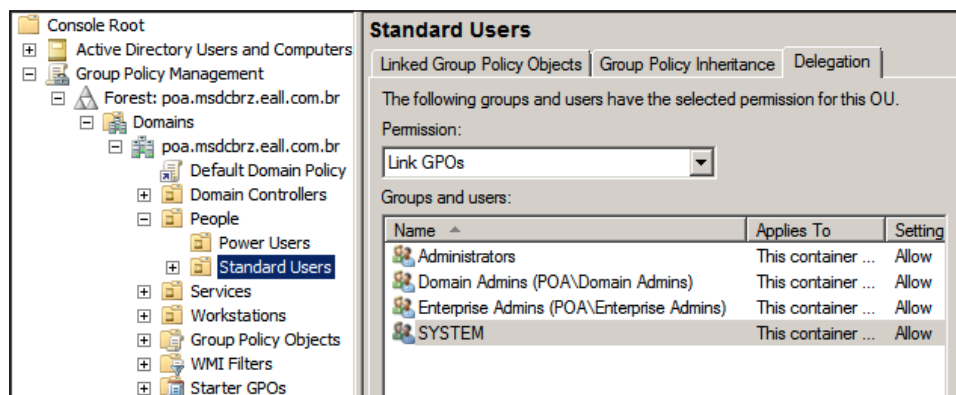 Console Root
Active Directory Users and Computers
Group Policy Management
Forest: poa.msdcbrz.eall.com.br
Domains
poa.msdcbrz.eall.com.br
Default Domain Policy
Domain Controllers
People
Power Users
Standard Users
Services
Workstations
Group Policy Objects
WMI Filters
Starter GPOs
Standard Users
Linked Group Policy Objects Group Policy Inheritance Delegation
The following groups and users have the selected permission for this OU.
Permission:
Link GPOs
Groups and users:
Name Applies To Setting
Administrators This container ... Allow
Domain Admins (POA\Domain Admins) This container ... Allow
Enterprise Admins (POA\Enterprise Admins) This container ... Allow
SYSTEM This container ... Allow